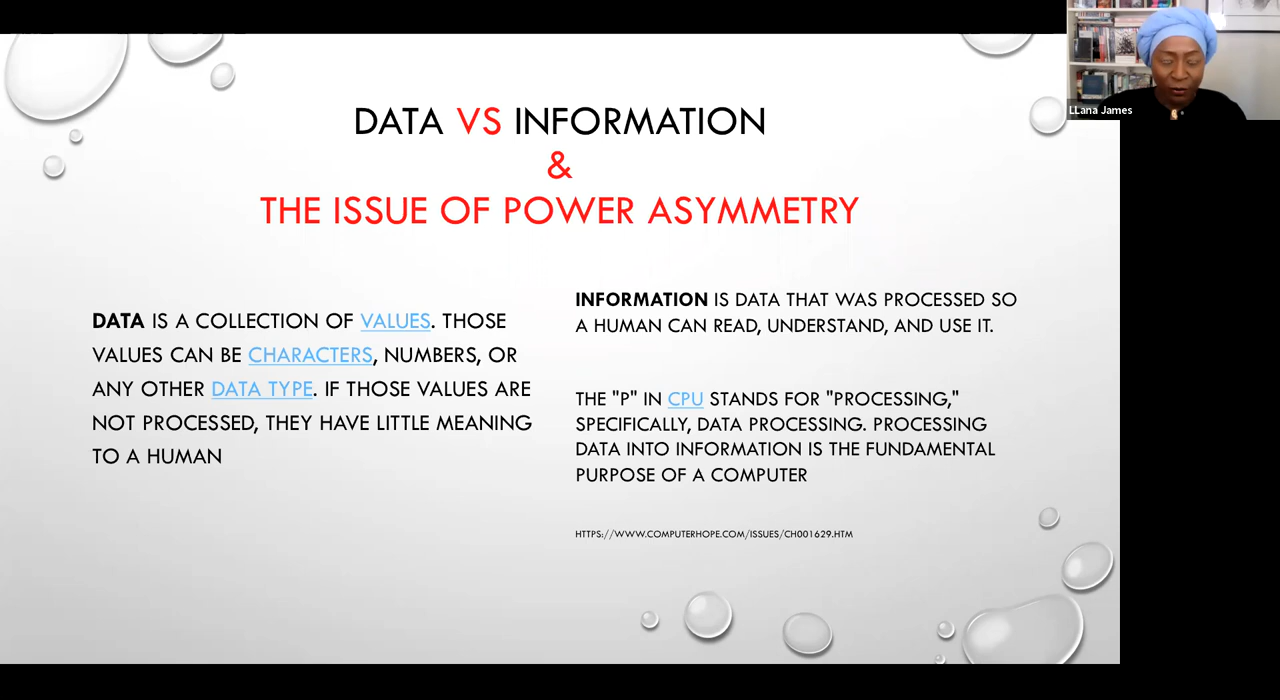 DATA VS INFORMATION
&
THE ISSUE OF POWER ASYMMETRY
DATA IS A COLLECTION OF VALUES. THOSE
VALUES CAN BE CHARACTERS, NUMBERS, OR
ANY OTHER DATA TYPE. IF THOSE VALUES ARE
NOT PROCESSED, THEY HAVE LITTLE MEANING
TO A HUMAN
INFORMATION IS DATA THAT WAS PROCESSED SO
A HUMAN CAN READ, UNDERSTAND, AND USE IT.
THE "P" IN CPU STANDS FOR "PROCESSING,"
SPECIFICALLY, DATA PROCESSING. PROCESSING
DATA INTO INFORMATION IS THE FUNDAMENTAL
PURPOSE OF A COMPUTER
HTTPS://WWW.COMPUTERHOPE.COM/ISSUES/CH001629.HTM
LLana James